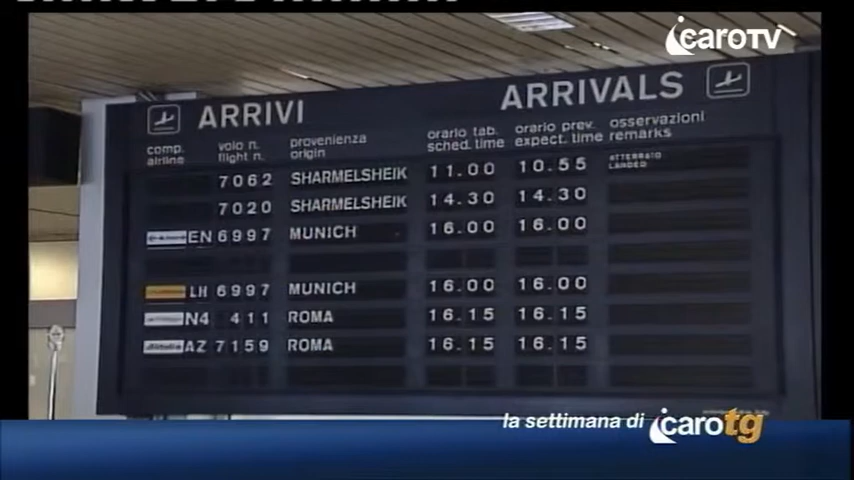 icaroTV
ARRIVI ARRIVALS
comp. volo n. provenienza orario tab. orario prev. osservazioni
airline flight n. origin sched. time expect. time remarks
7062 SHARMELSHEIK 11.00 10.55 ATTERRATO LANDED
7020 SHARMELSHEIK 14.30 14.30
EN 6997 MUNICH 16.00 16.00
LH 6997 MUNICH 16.00 16.00
N4 411 ROMA 16.15 16.15
Alitalia AZ 7159 ROMA 16.15 16.15
la settimana di icarotg